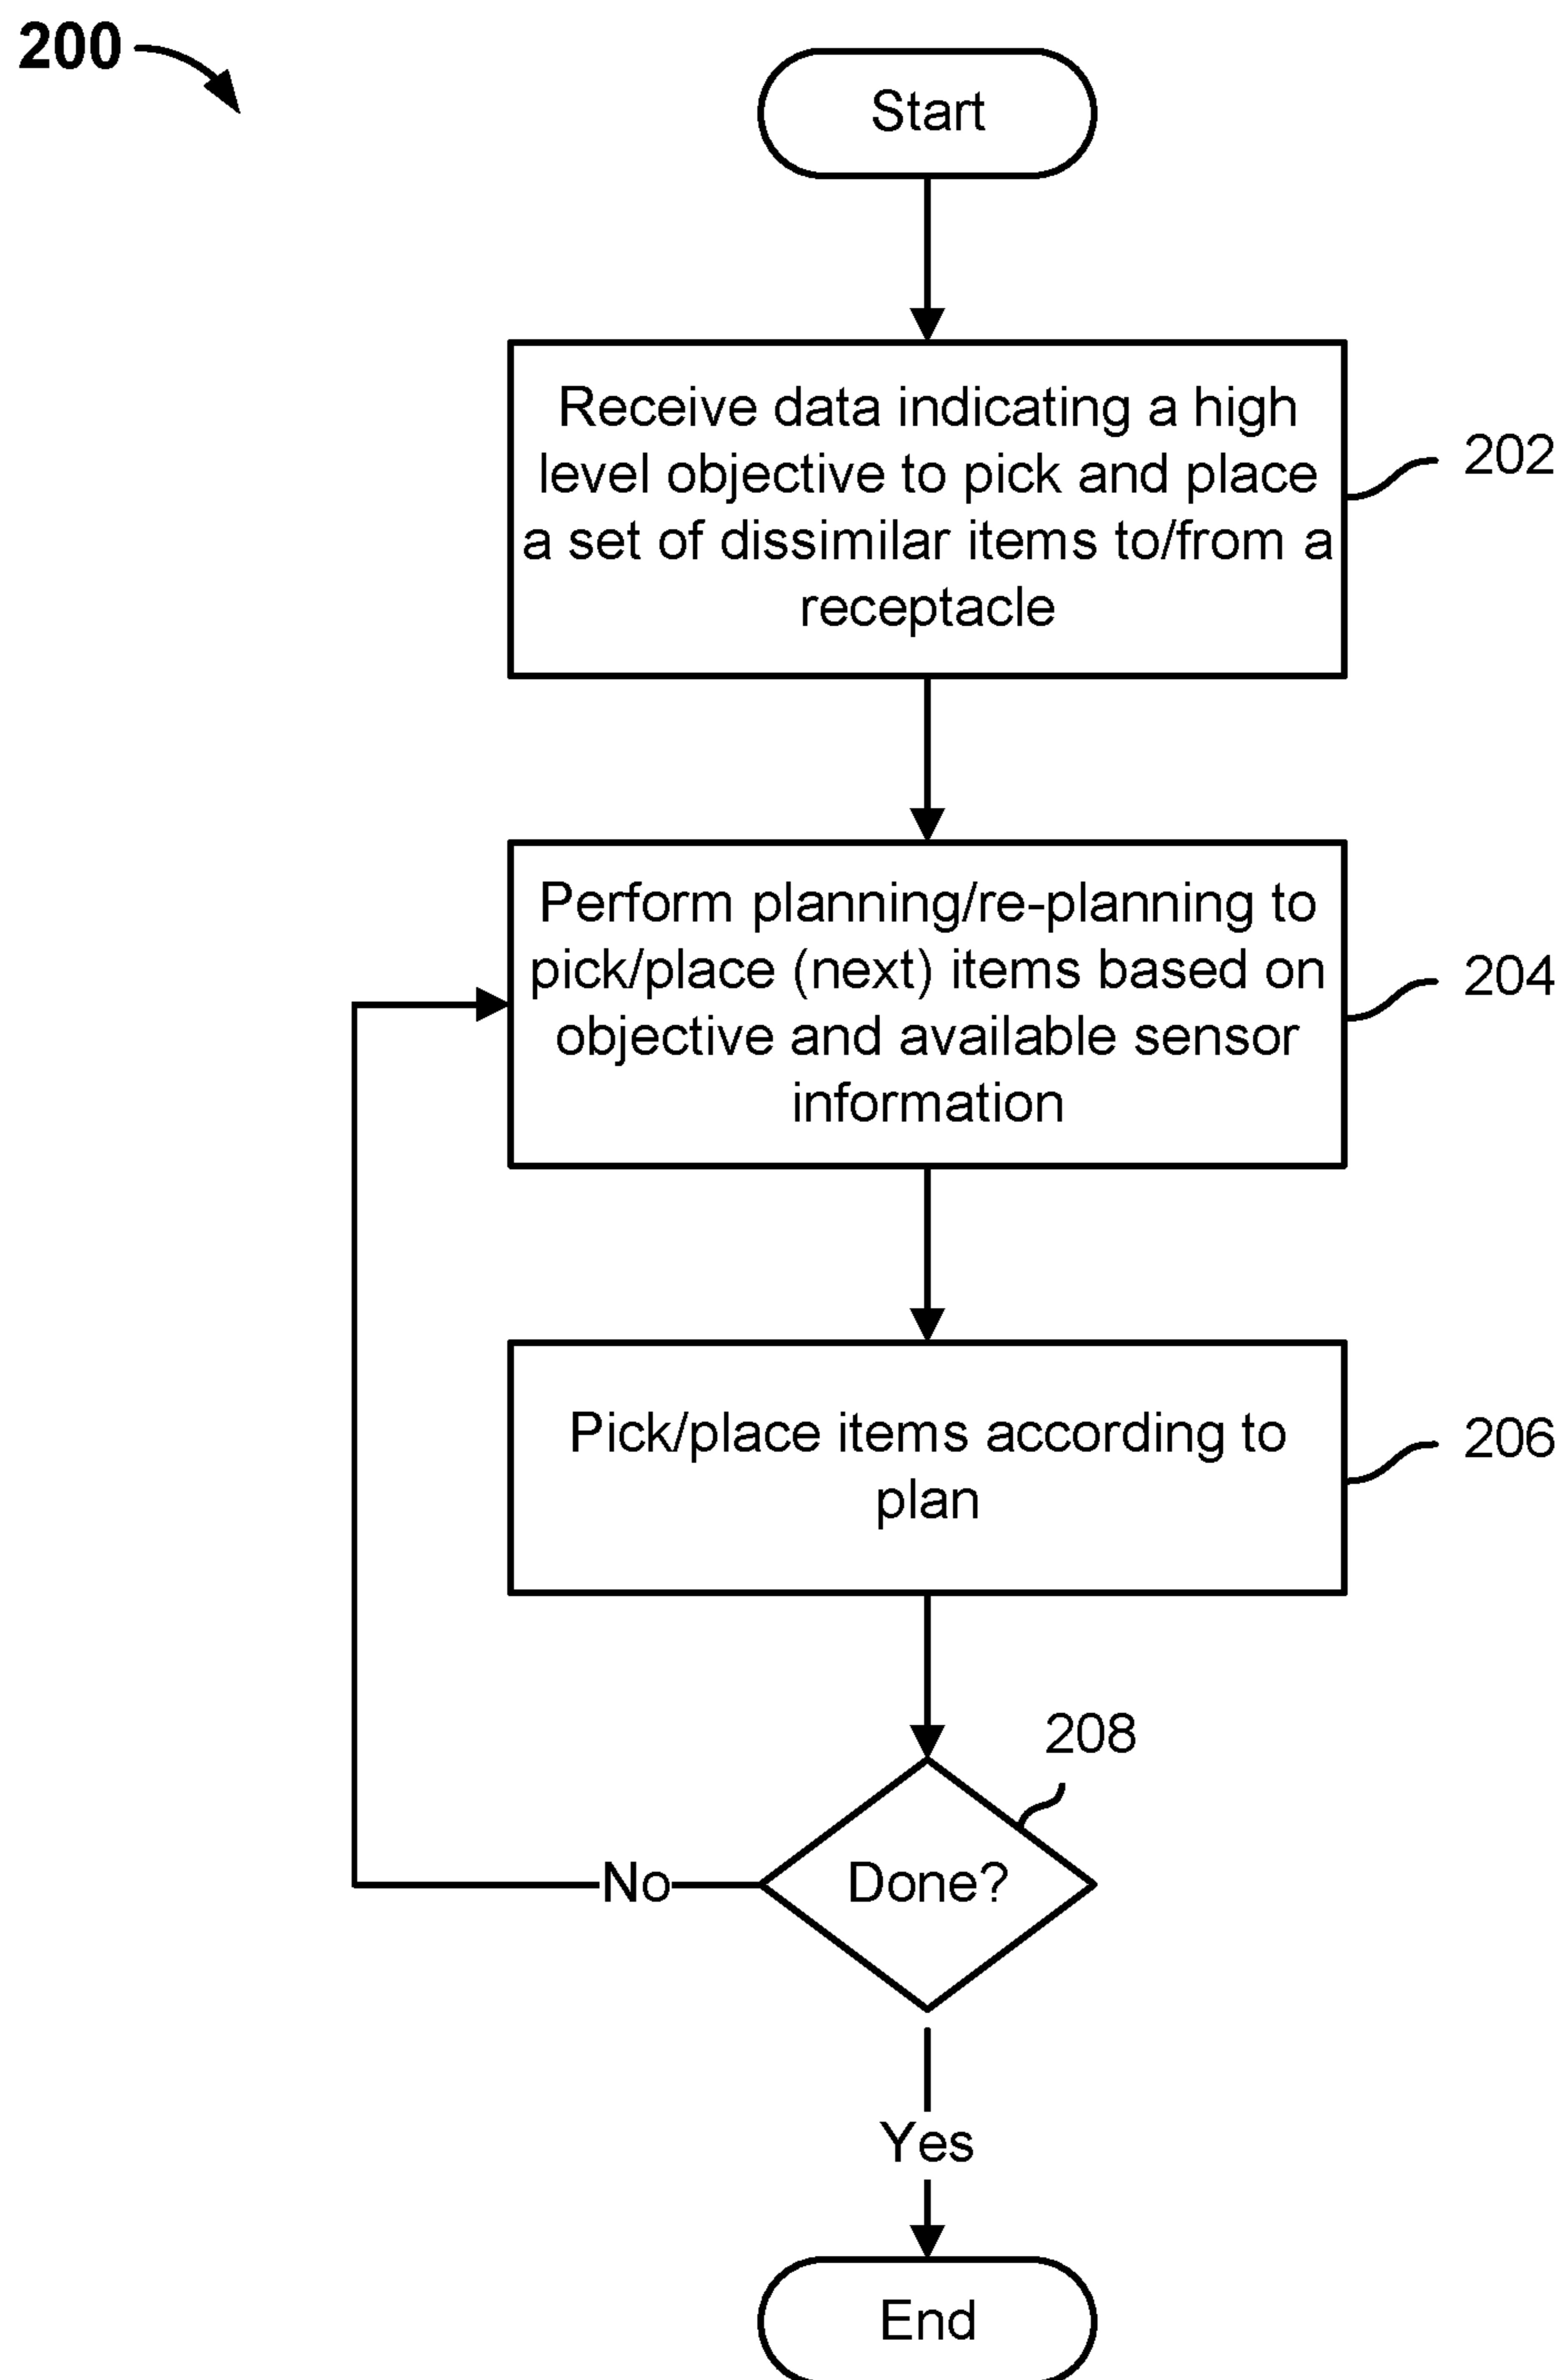 200
Start
Receive data indicating a high
level objective to pick and place
a set of dissimilar items to/from a
receptacle
202
Perform planning/re-planning to
pick/place (next) items based on
objective and available sensor
information
204
Pick/place items according to
plan
206
208
Done?
No
Yes
End